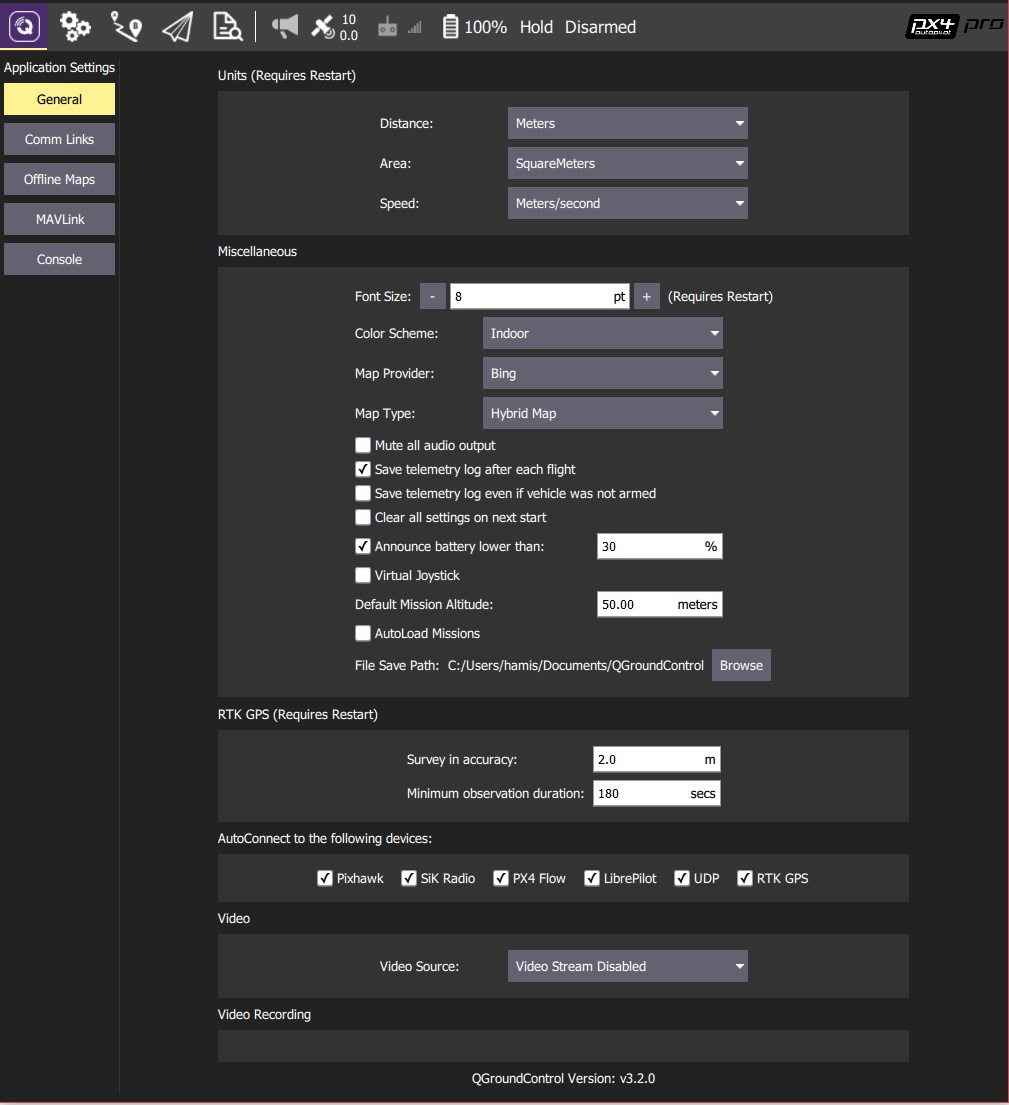 10
0.0
100% Hold Disarmed
px4 pro
autopilot
Application Settings
General
Comm Links
Offline Maps
MAVLink
Console
Units (Requires Restart)
Distance: Meters
Area: SquareMeters
Speed: Meters/second
Miscellaneous
Font Size: - 8 pt + (Requires Restart)
Color Scheme: Indoor
Map Provider: Bing
Map Type: Hybrid Map
Mute all audio output
Save telemetry log after each flight
Save telemetry log even if vehicle was not armed
Clear all settings on next start
Announce battery lower than: 30 %
Virtual Joystick
Default Mission Altitude: 50.00 meters
AutoLoad Missions
File Save Path: C:/Users/hamis/Documents/QGroundControl Browse
RTK GPS (Requires Restart)
Survey in accuracy: 2.0 m
Minimum observation duration: 180 secs
AutoConnect to the following devices:
Pixhawk SiK Radio PX4 Flow LibrePilot UDP RTK GPS
Video
Video Source: Video Stream Disabled
Video Recording
QGroundControl Version: v3.2.0